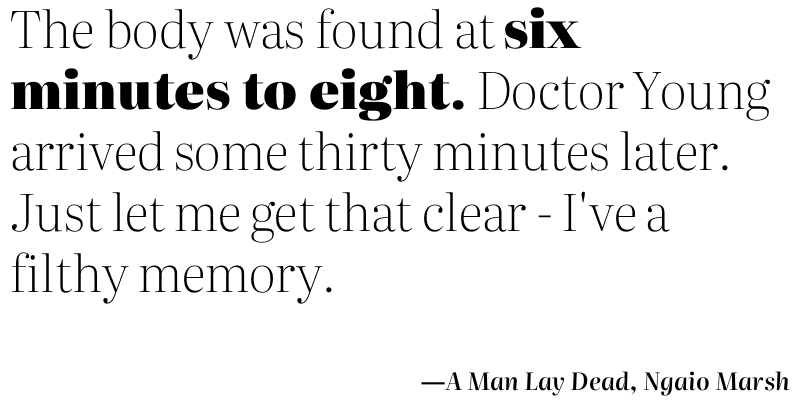 The body was found at six
minutes to eight. Doctor Young
arrived some thirty minutes later.
Just let me get that clear - I've a
filthy memory.
—A Man Lay Dead, Ngaio Marsh